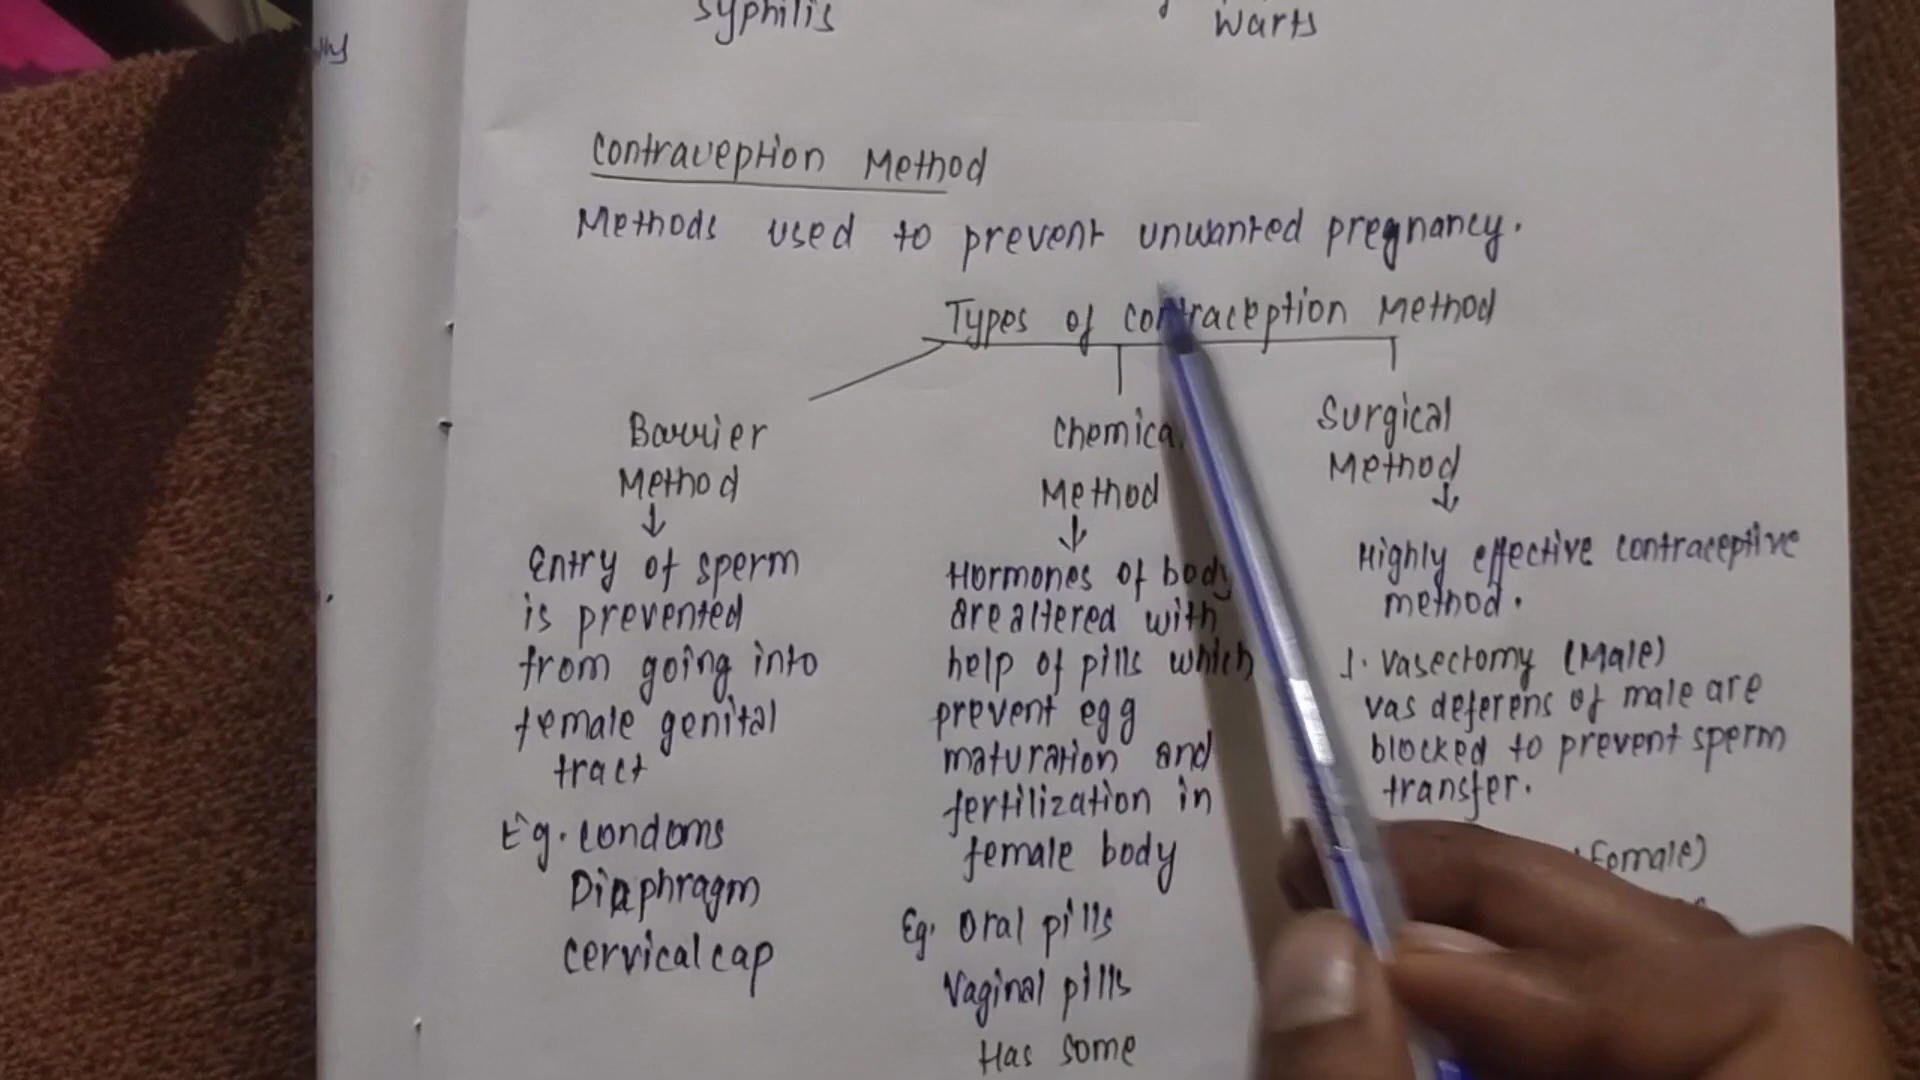 syphilis
Warts
Contraception Method
Methods used to prevent unwanted pregnancy.
Types of contraception Method
Barrier
Method
↓
Entry of sperm
is prevented
from going into
female genital
tract
Eg. condoms
Diaphragm
cervical cap
Chemical
Method
↓
Hormones of body
are altered with
help of pills which
prevent egg
maturation and
fertilization in
female body
Eg. Oral pills
Vaginal pills
Has some
Surgical
Method
↓
Highly effective contraceptive
method.
1. Vasectomy (Male)
vas deferens of male are
blocked to prevent sperm
transfer.
(Female)